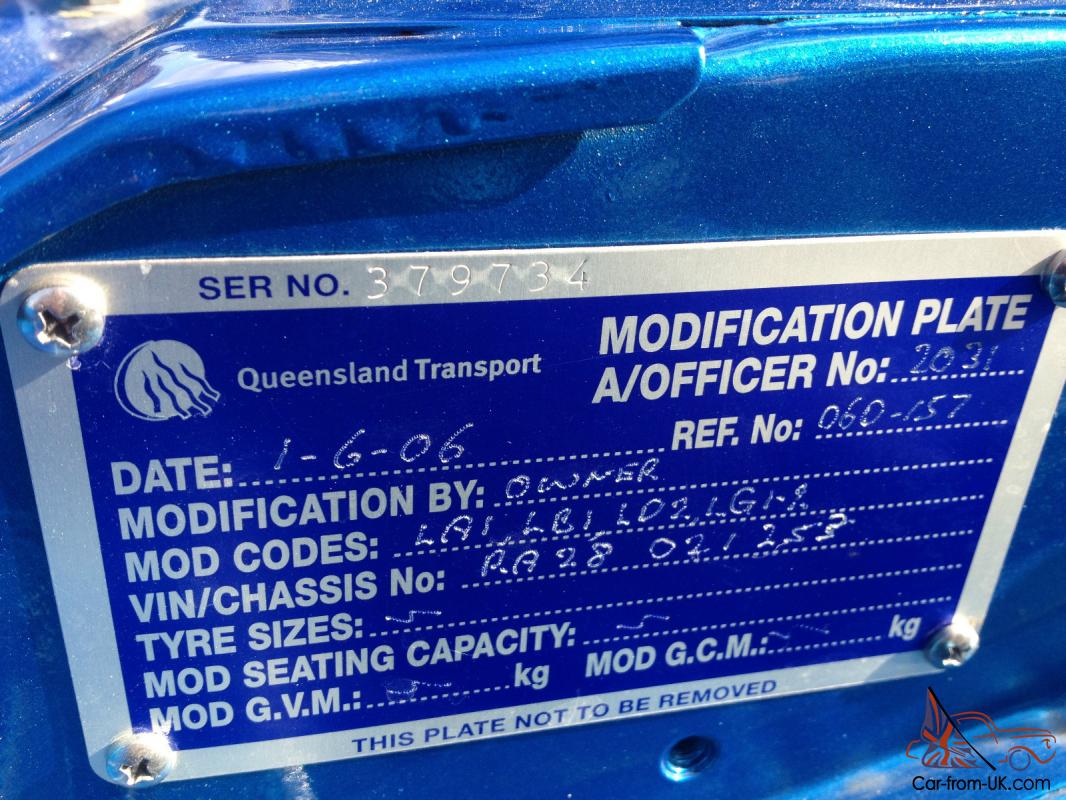 SER NO. 379734
Queensland Transport
MODIFICATION PLATE
A/OFFICER No: 2031
REF. No: 060-157
DATE: 1-6-06
MODIFICATION BY: OWNER
MOD CODES: LA1, LB1, LO2, LG1&
VIN/CHASSIS No: RA28 021253
TYRE SIZES:
MOD SEATING CAPACITY:
MOD G.V.M.: kg MOD G.C.M.: kg
THIS PLATE NOT TO BE REMOVED
Car-from-UK.com